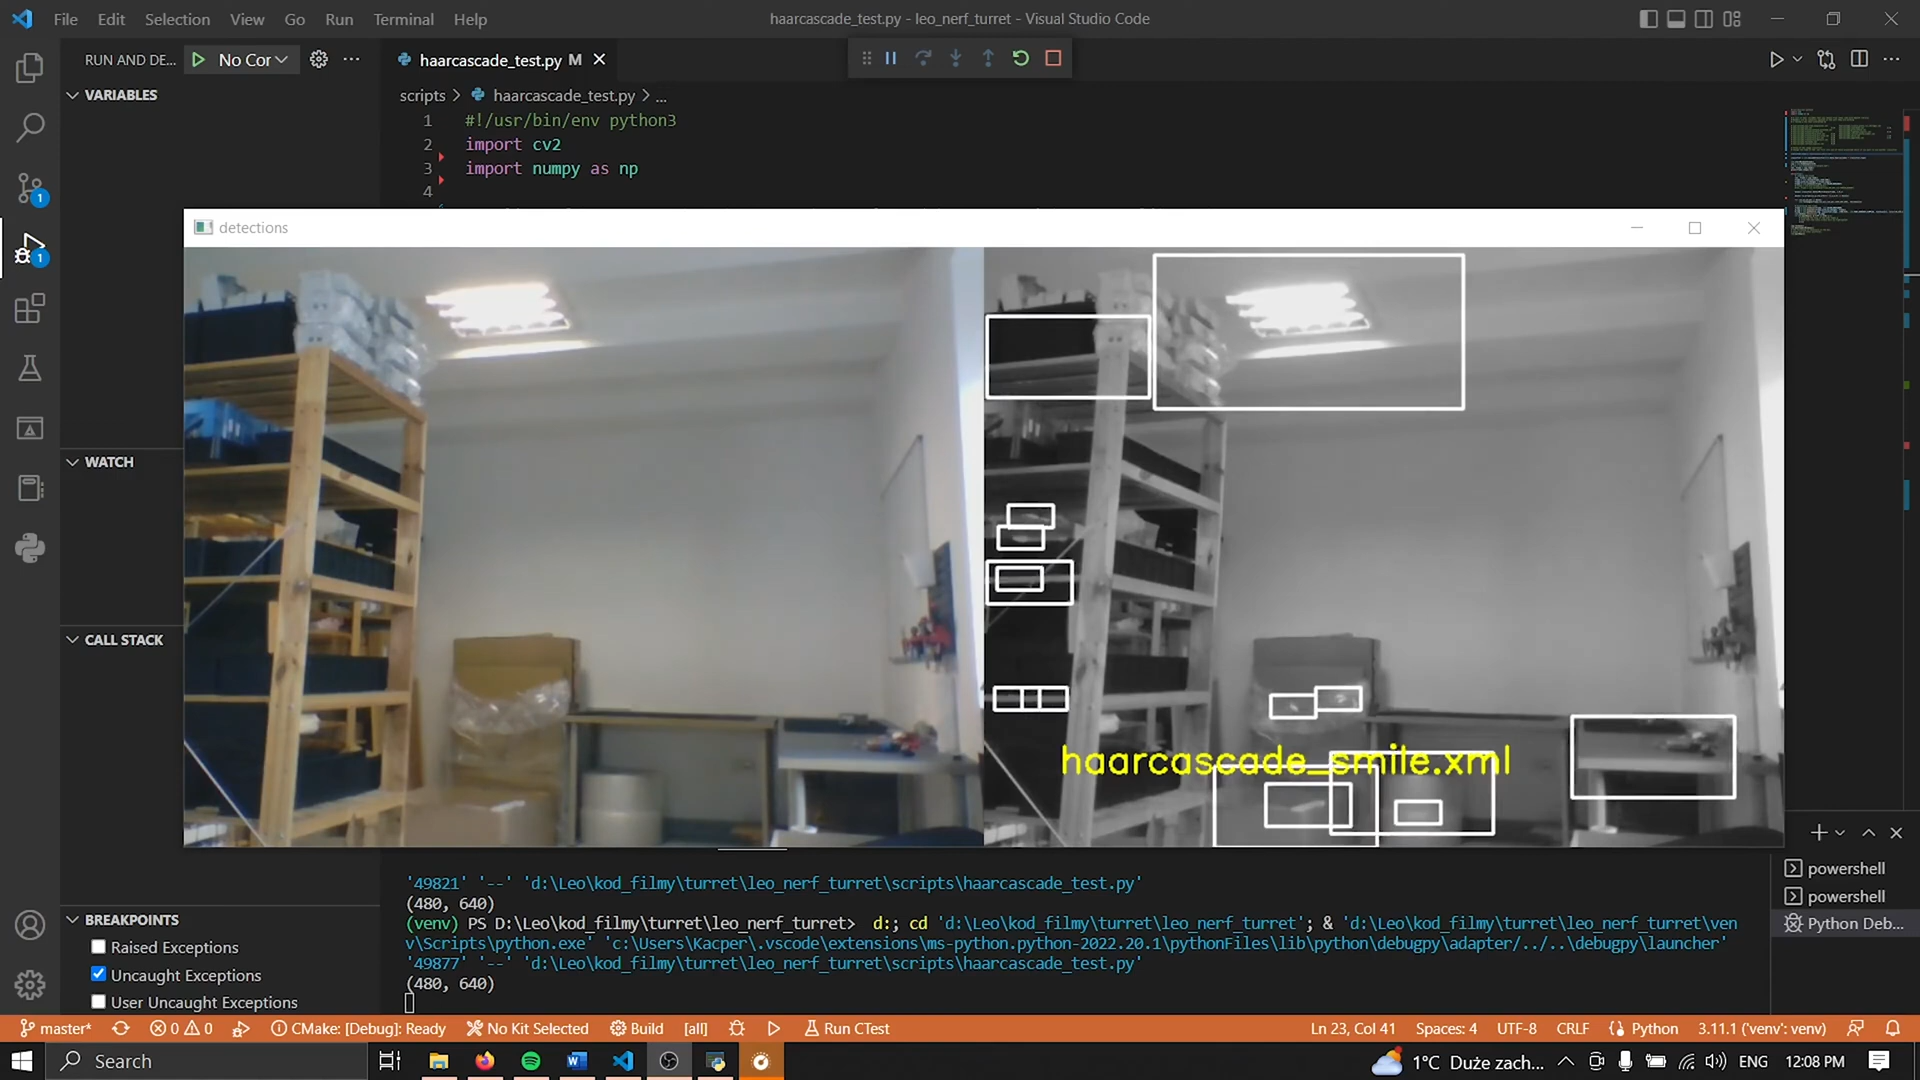 File Edit Selection View Go Run Terminal Help
haarcascade_test.py - leo_nerf_turret - Visual Studio Code
RUN AND DE... No Cor
haarcascade_test.py M
VARIABLES
scripts > haarcascade_test.py > ...
1 #!/usr/bin/env python3
2 import cv2
3 import numpy as np
4
detections
WATCH
CALL STACK
haarcascade_smile.xml
powershell
powershell
Python Deb...
'49821' '--' 'd:\Leo\kod_filmy\turret\leo_nerf_turret\scripts\haarcascade_test.py'
(480, 640)
(venv) PS D:\Leo\kod_filmy\turret\leo_nerf_turret> d:; cd 'd:\Leo\kod_filmy\turret\leo_nerf_turret'; & 'd:\Leo\kod_filmy\turret\leo_nerf_turret\ven
v\Scripts\python.exe' 'c:\Users\Kacper\.vscode\extensions\ms-python.python-2022.20.1\pythonFiles\lib\python\debugpy\adapter/../..\debugpy\launcher'
'49877' '--' 'd:\Leo\kod_filmy\turret\leo_nerf_turret\scripts\haarcascade_test.py'
(480, 640)
BREAKPOINTS
Raised Exceptions
Uncaught Exceptions
User Uncaught Exceptions
1
1
master* 0 0 CMake: [Debug]: Ready No Kit Selected Build [all] Run CTest
Ln 23, Col 41 Spaces: 4 UTF-8 CRLF Python 3.11.1 ('venv': venv)
Search
1°C Duże zach... ENG 12:08 PM